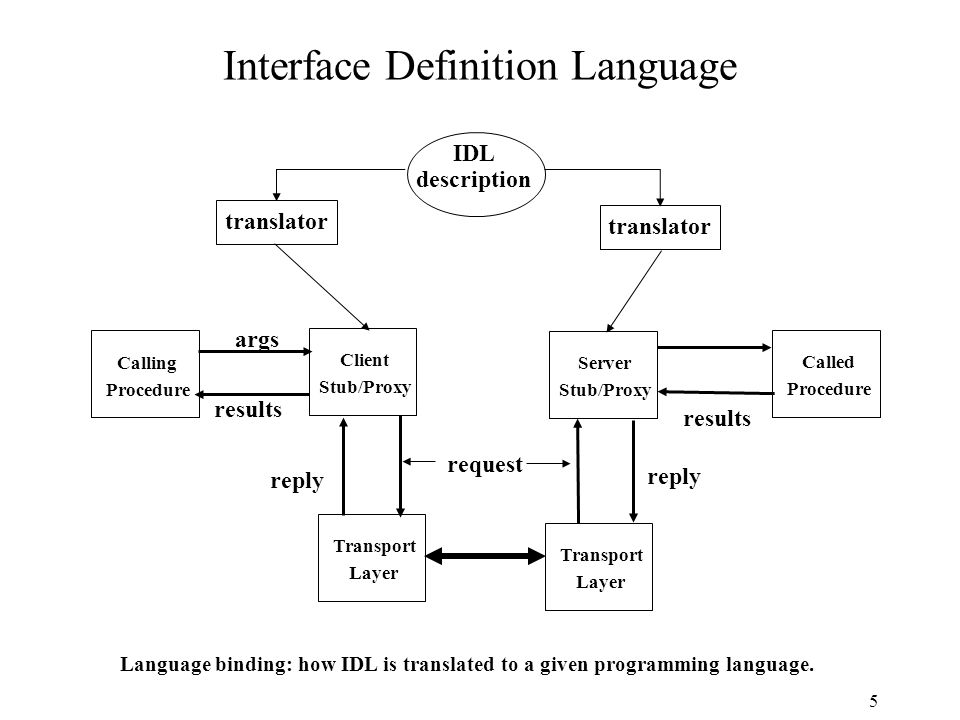 Interface Definition Language
IDL
description
translator
translator
args
Calling
Procedure
Client
Stub/Proxy
Server
Stub/Proxy
Called
Procedure
results
results
request
reply
reply
Transport
Layer
Transport
Layer
Language binding: how IDL is translated to a given programming language.
5